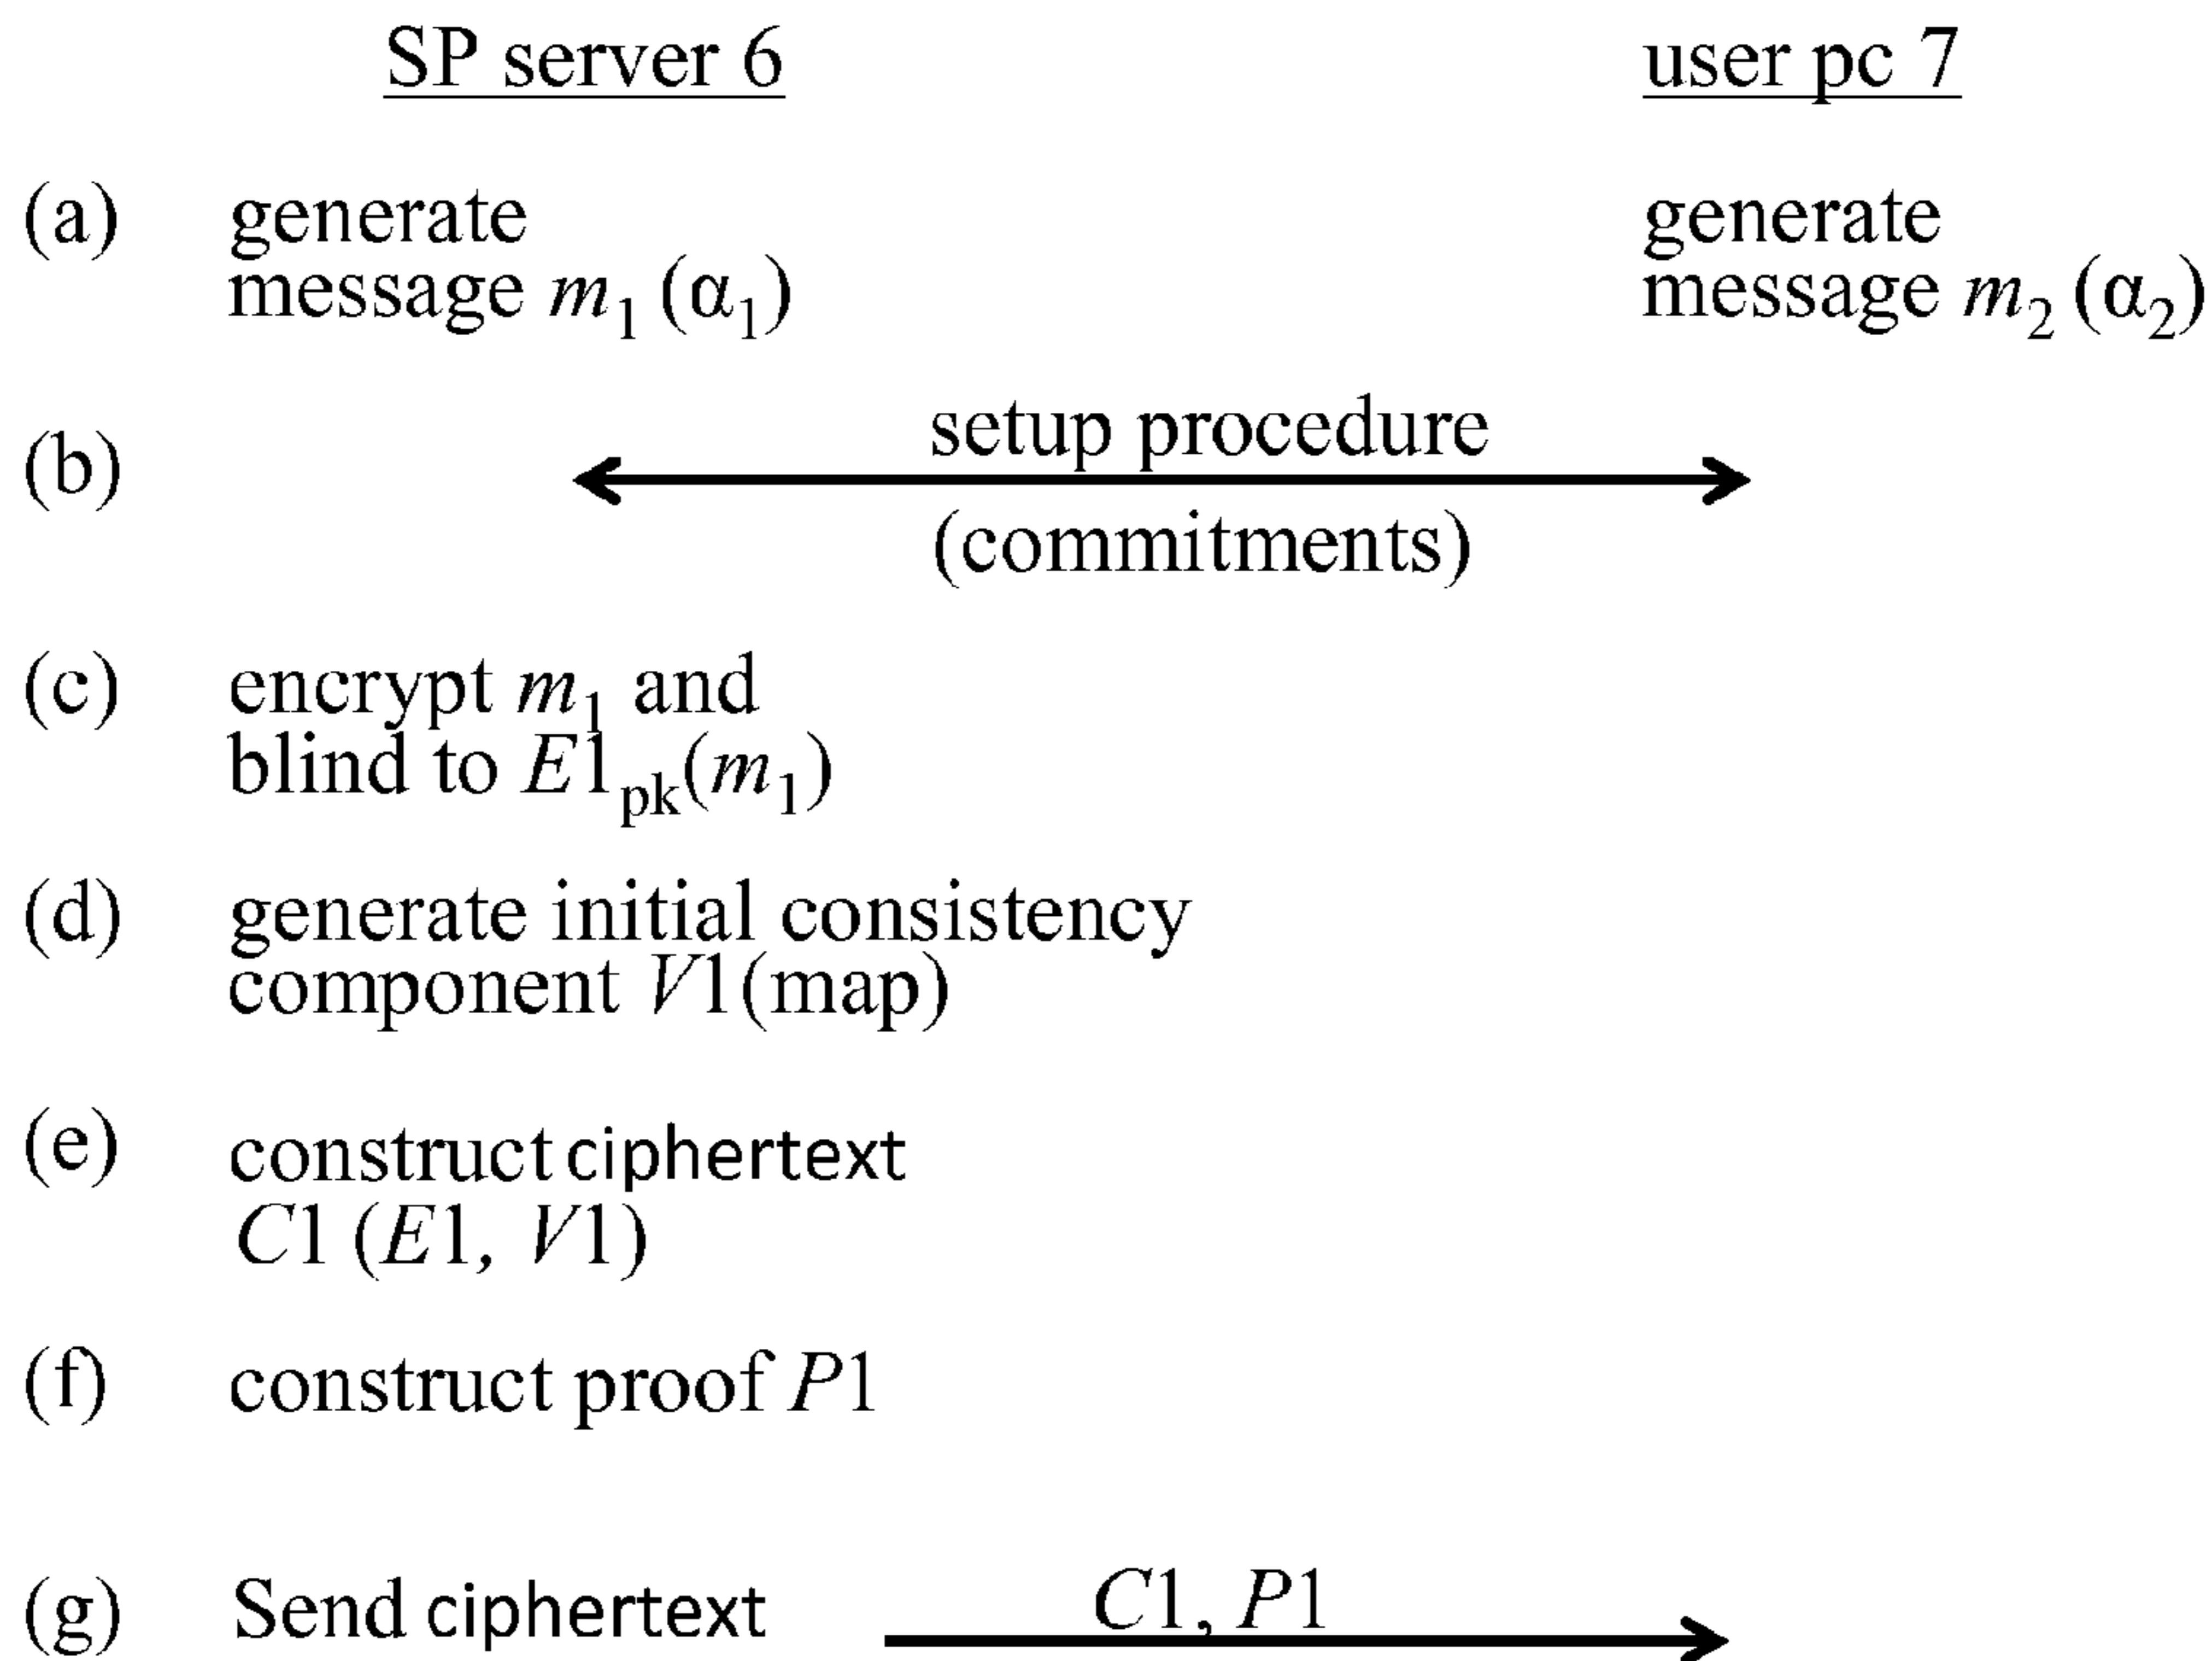 SP server 6 user pc 7
(a) generate generate
message m₁ (α₁) message m₂ (α₂)
setup procedure
(b)
(commitments)
(c) encrypt m₁ and
blind to E1ₚₖ(m₁)
(d) generate initial consistency
component V1(map)
(e) construct ciphertext
C1 (E1, V1)
(f) construct proof P1
(g) Send ciphertext C1, P1